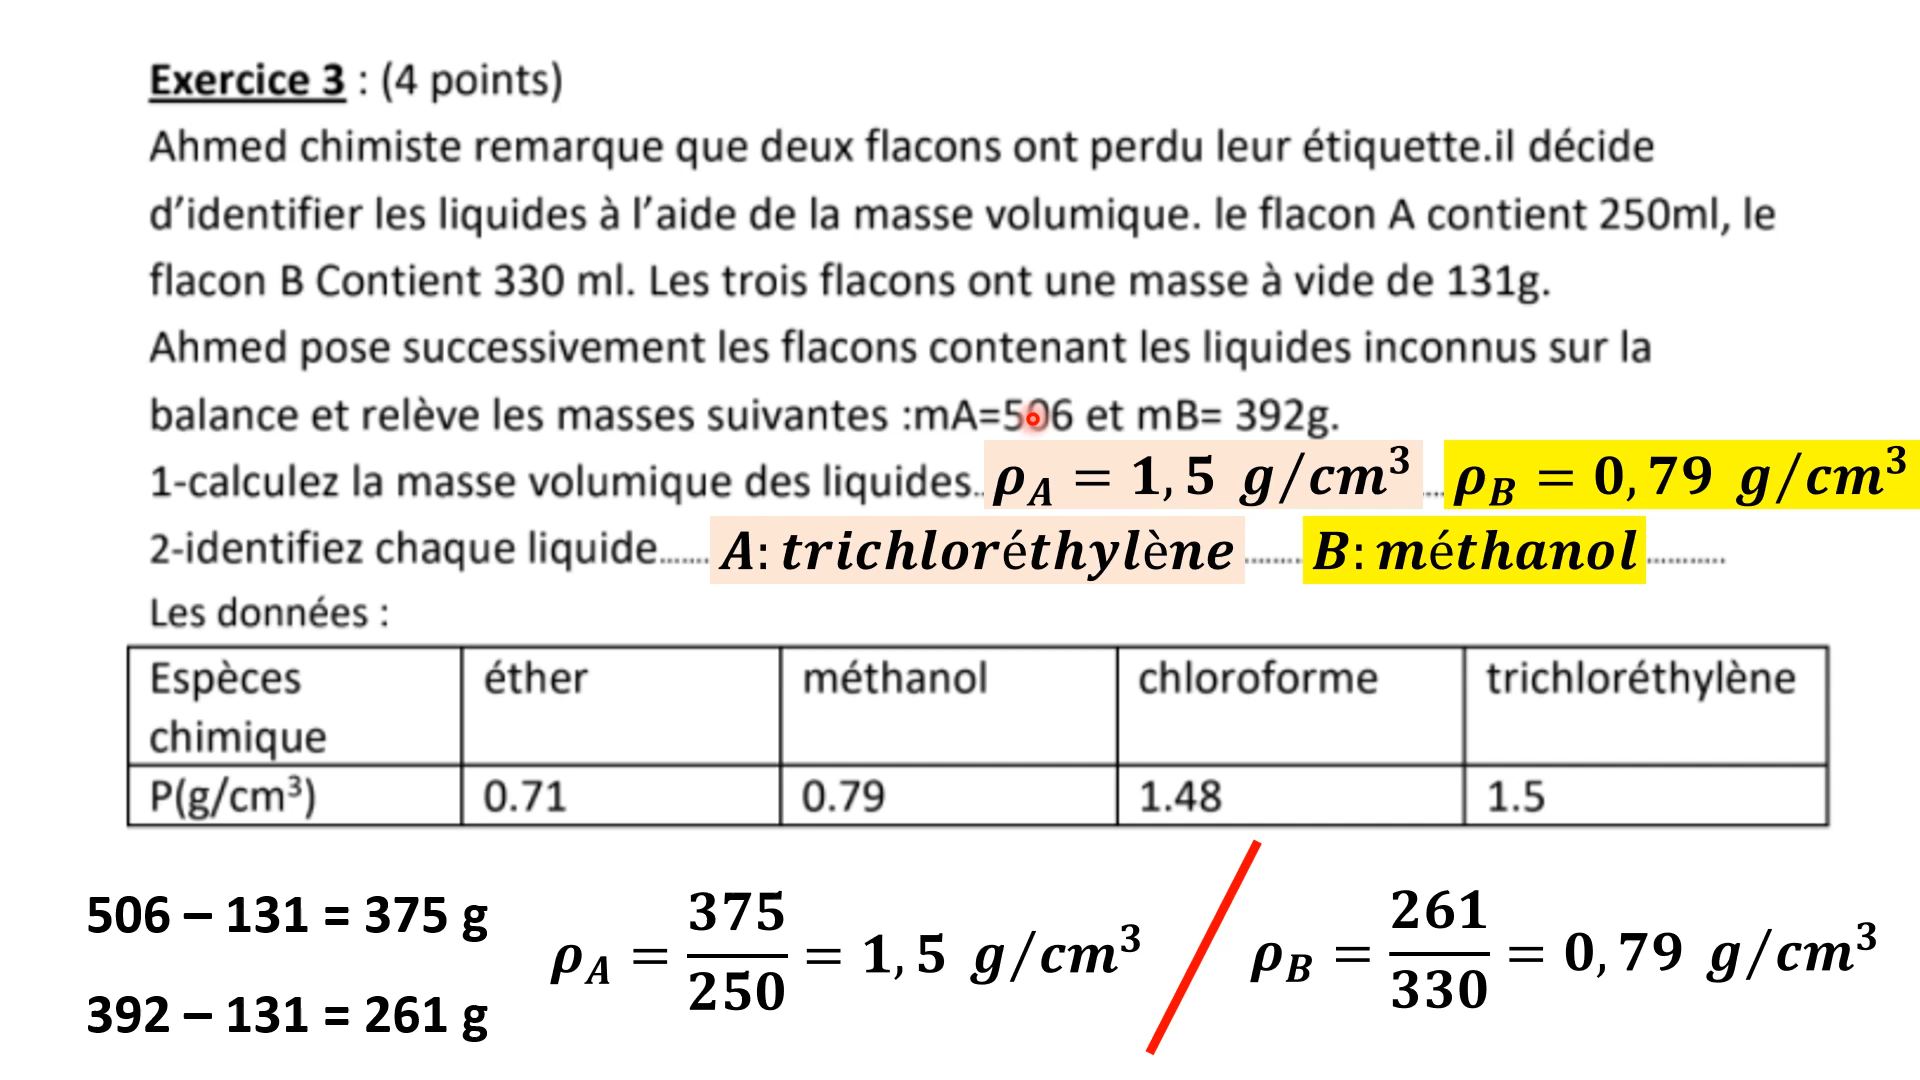 Exercice 3 : (4 points)
Ahmed chimiste remarque que deux flacons ont perdu leur étiquette.il décide
d'identifier les liquides à l'aide de la masse volumique. le flacon A contient 250ml, le
flacon B Contient 330 ml. Les trois flacons ont une masse à vide de 131g.
Ahmed pose successivement les flacons contenant les liquides inconnus sur la
balance et relève les masses suivantes :mA=506 et mB= 392g.
1-calculez la masse volumique des liquides.. ρ_A = 1,5 g/cm³ .... ρ_B = 0,79 g/cm³
2-identifiez chaque liquide....... A: trichloréthylène ........ B: méthanol ...........
Les données :
Espèces chimique éther méthanol chloroforme trichloréthylène
P(g/cm³) 0.71 0.79 1.48 1.5
506 – 131 = 375 g
392 – 131 = 261 g
ρ_A = 375/250 = 1,5 g/cm³
ρ_B = 261/330 = 0,79 g/cm³